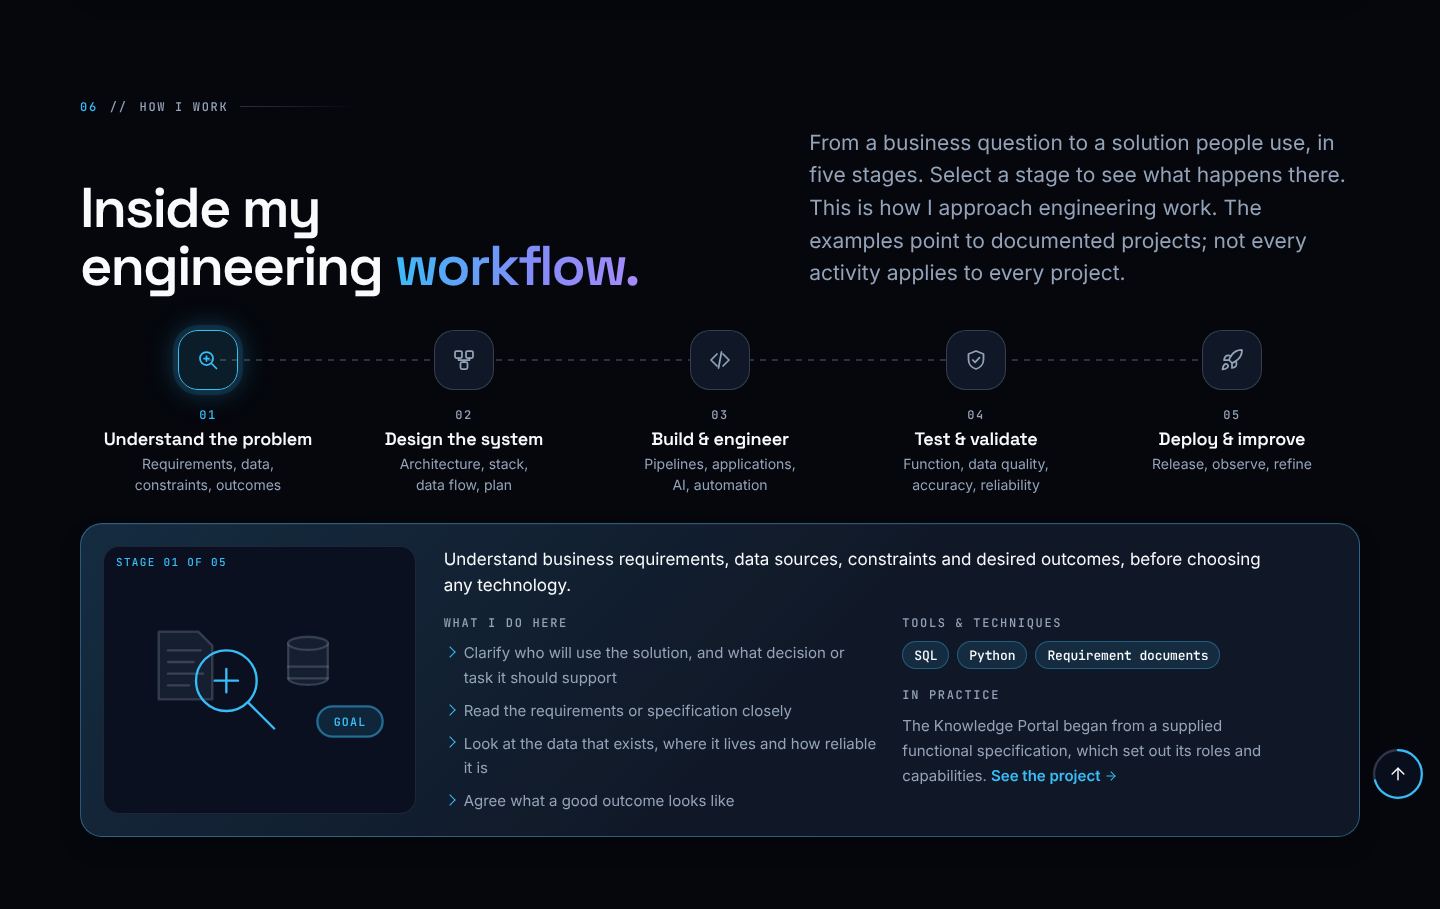 06 // HOW I WORK
Inside my
engineering workflow.
From a business question to a solution people use, in
five stages. Select a stage to see what happens there.
This is how I approach engineering work. The
examples point to documented projects; not every
activity applies to every project.
01
Understand the problem
Requirements, data,
constraints, outcomes
02
Design the system
Architecture, stack,
data flow, plan
03
Build & engineer
Pipelines, applications,
AI, automation
04
Test & validate
Function, data quality,
accuracy, reliability
05
Deploy & improve
Release, observe, refine
STAGE 01 OF 05
GOAL
Understand business requirements, data sources, constraints and desired outcomes, before choosing
any technology.
WHAT I DO HERE
Clarify who will use the solution, and what decision or
task it should support
Read the requirements or specification closely
Look at the data that exists, where it lives and how reliable
it is
Agree what a good outcome looks like
TOOLS & TECHNIQUES
SQL
Python
Requirement documents
IN PRACTICE
The Knowledge Portal began from a supplied
functional specification, which set out its roles and
capabilities. See the project →